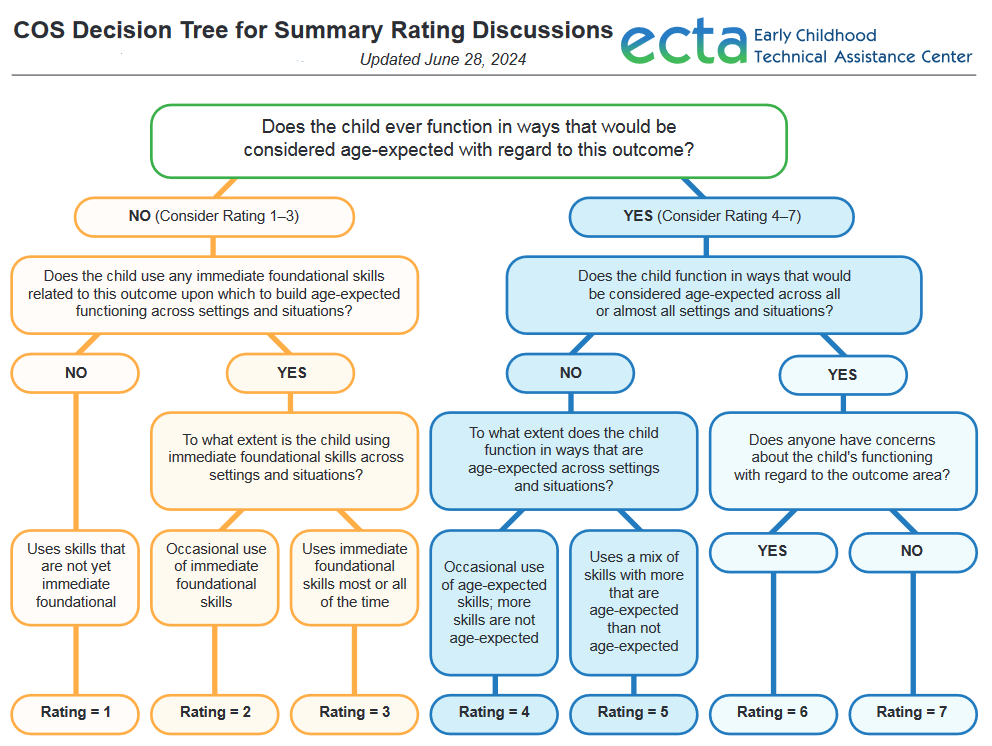 COS Decision Tree for Summary Rating Discussions
Updated June 28, 2024
ecta
Early Childhood
Technical Assistance Center
Does the child ever function in ways that would be
considered age-expected with regard to this outcome?
NO (Consider Rating 1–3)
YES (Consider Rating 4–7)
Does the child use any immediate foundational skills
related to this outcome upon which to build age-expected
functioning across settings and situations?
Does the child function in ways that would
be considered age-expected across all
or almost all settings and situations?
NO
YES
NO
YES
To what extent is the child using
immediate foundational skills across
settings and situations?
To what extent does the child
function in ways that are
age-expected across settings
and situations?
Does anyone have concerns
about the child's functioning
with regard to the outcome area?
Uses skills that
are not yet
immediate
foundational
Occasional use
of immediate
foundational
skills
Uses immediate
foundational
skills most or all
of the time
Occasional use
of age-expected
skills; more
skills are not
age-expected
Uses a mix of
skills with more
that are
age-expected
than not
age-expected
YES
NO
Rating = 1
Rating = 2
Rating = 3
Rating = 4
Rating = 5
Rating = 6
Rating = 7